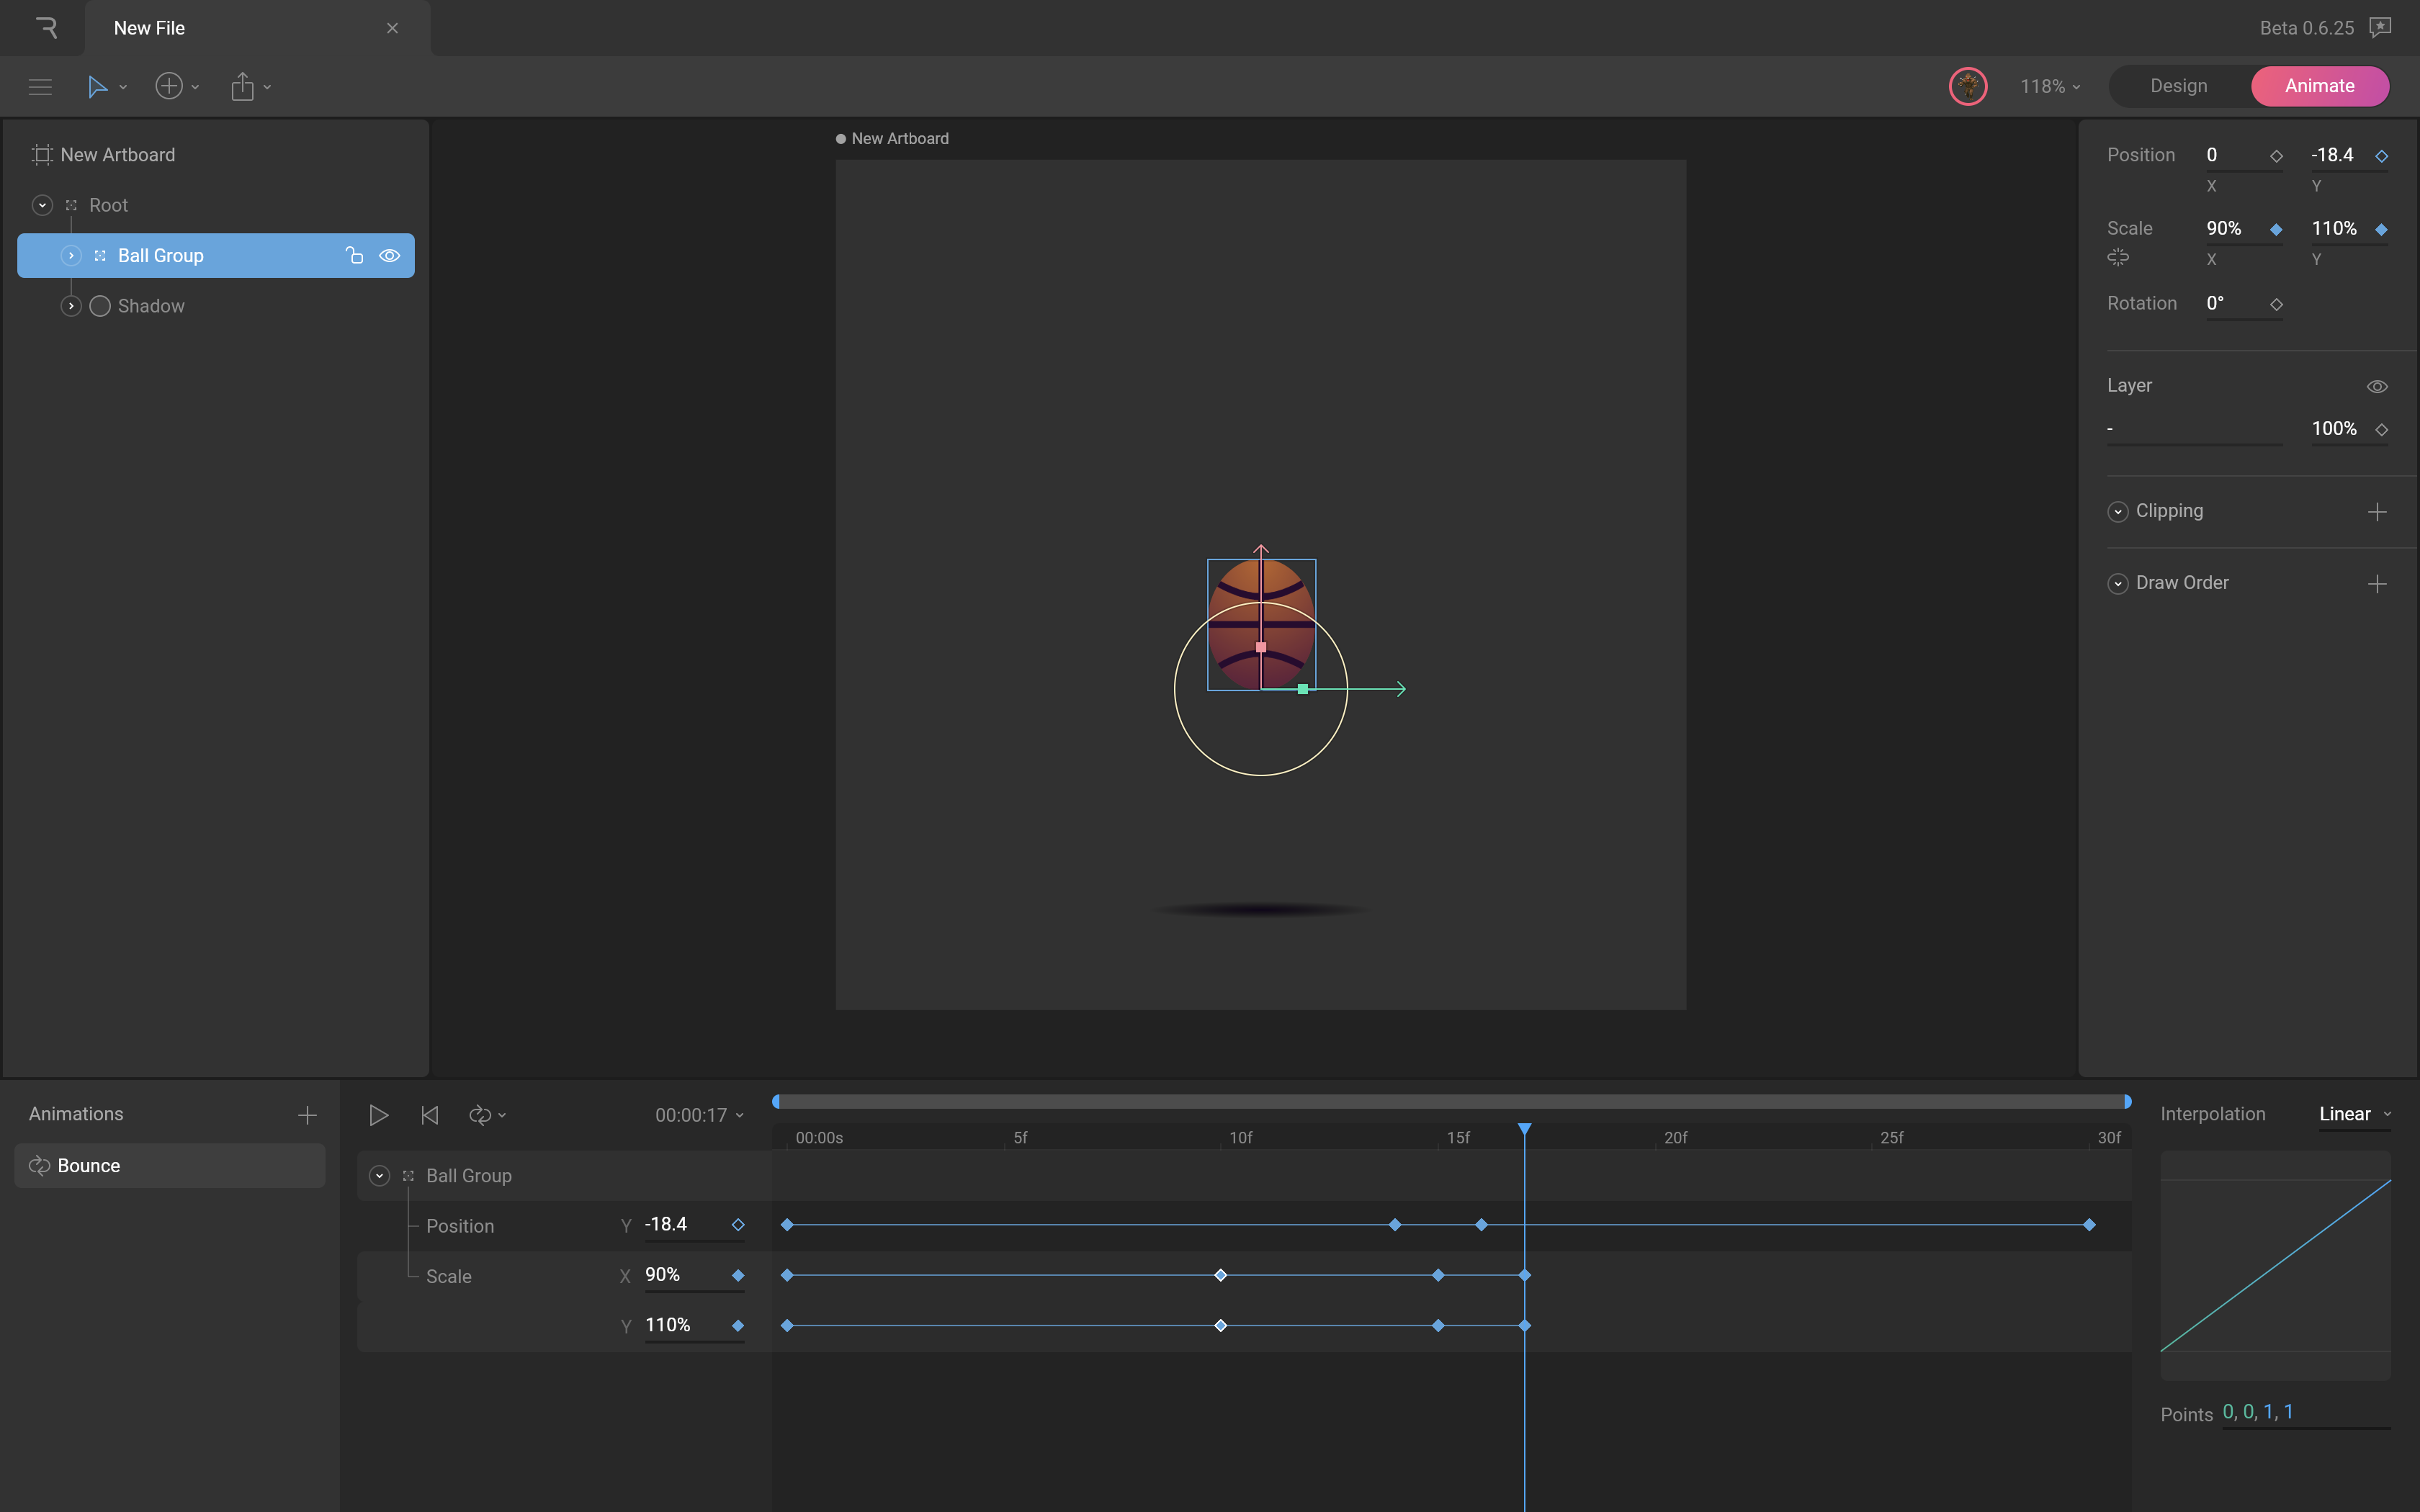 New File
Beta 0.6.25
118%
Design
Animate
New Artboard
Root
Ball Group
Shadow
New Artboard
Position 0 -18.4
X Y
Scale 90% 110%
X Y
Rotation 0°
Layer
- 100%
Clipping
Draw Order
Animations
Bounce
00:00:17
00:00s 5f 10f 15f 20f 25f 30f
Ball Group
Position Y -18.4
Scale X 90%
Y 110%
Interpolation Linear
Points 0, 0, 1, 1